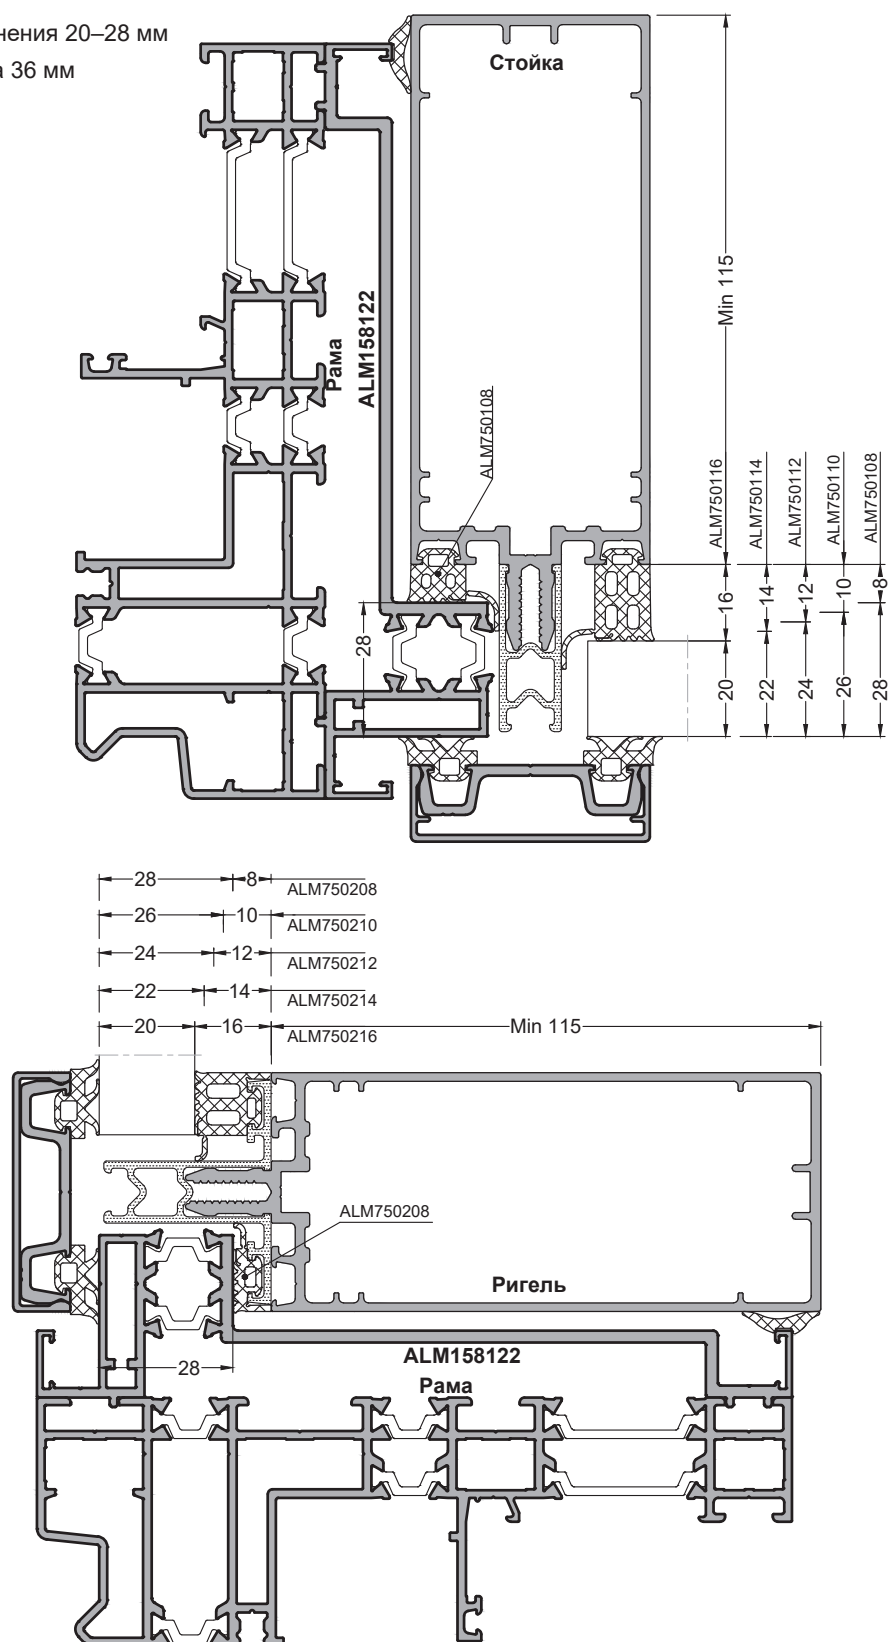 нения 20–28 мм
а 36 мм
Стойка
Min 115
Рама
ALM158122
ALM750108
ALM750116
ALM750114
ALM750112
ALM750110
ALM750108
16
14
12
10
8
28
20
22
24
26
28
28
8
ALM750208
26
10
ALM750210
24
12
ALM750212
22
14
ALM750214
20
16
ALM750216
Min 115
ALM750208
Ригель
ALM158122
28
Рама